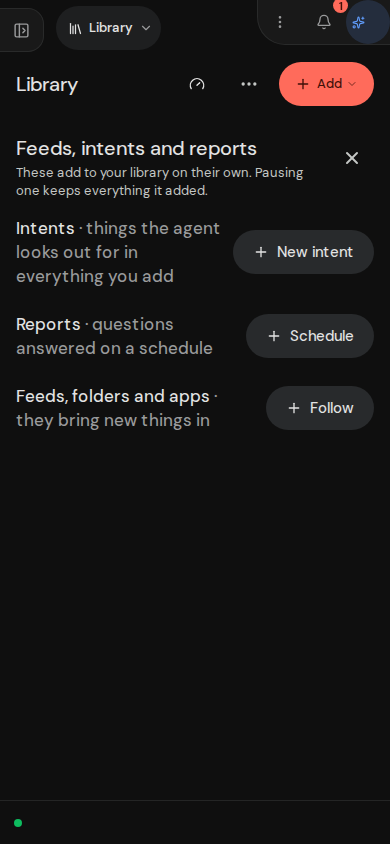 1
Library
Library
Add
Feeds, intents and reports
These add to your library on their own. Pausing
one keeps everything it added.
Intents · things the agent
looks out for in
everything you add
New intent
Reports · questions
answered on a schedule
Schedule
Feeds, folders and apps ·
they bring new things in
Follow